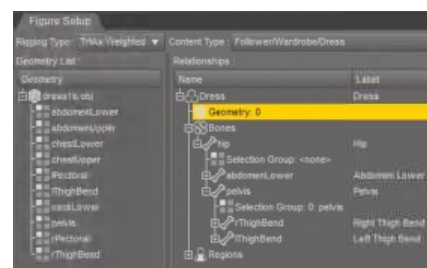 Figure Setup
Rigging Type: TriAx Weighted Content Type: Follower/Wardrobe/Dress
Geometry List: Relationships:
Geometry Name Label
dress1b.obj Dress Dress
abdomenLower Geometry: 0
abdomenUpper Bones
chestLower hip Hip
chestUpper Selection Group: <none>
lPectoral abdomenLower Abdomen Lower
lThighBend pelvis Pelvis
neckLower Selection Group: 0: pelvis
pelvis rThighBend Right Thigh Bend
rPectoral lThighBend Left Thigh Bend
rThighBend Regions